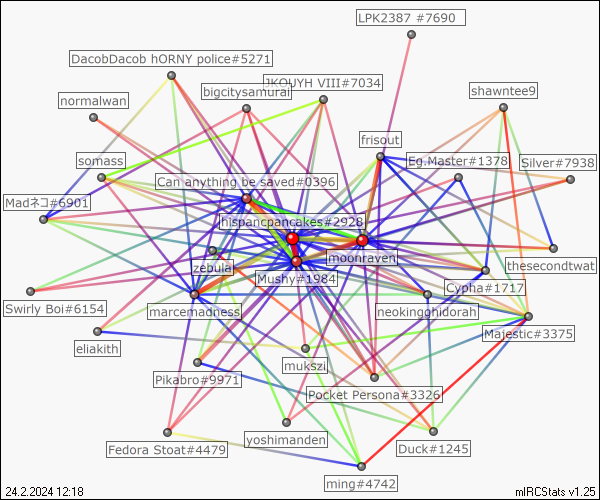 LPK2387 #7690
DacobDacob hORNY police#5271
JKOUYH VIII#7034
bigcitysamurai
shawntee9
normalwan
frisout
somass
Eg.Master#1378
Silver#7938
Can anything be saved#0396
Madネコ#6901
hispancpancakes#2928
moonraven
thesecondtwat
zebulai
Mushy#1984
Cypha#1717
Swirly Boi#6154
marcemadness
neokingghidorah
Majestic#3375
eliakith
mukszi
Pikabro#9971
Pocket Persona#3326
yoshimanden
Fedora Stoat#4479
Duck#1245
ming#4742
24.2.2024 12:18
mIRCStats v1.25